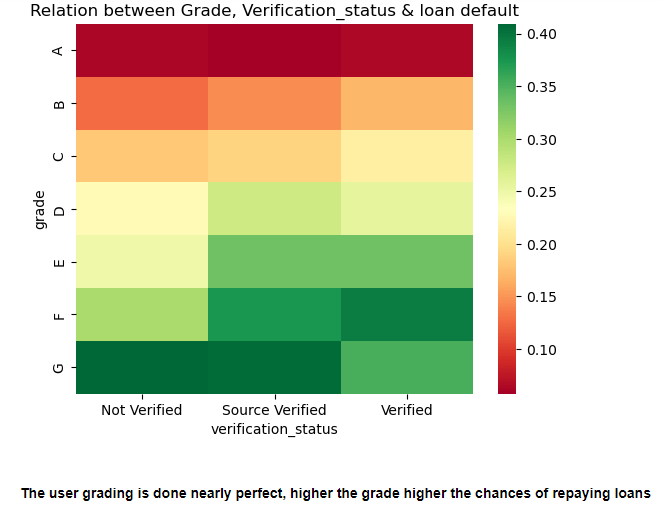 Relation between Grade, Verification_status & loan default
A
B
C
D
E
F
G
grade
Not Verified
Source Verified
Verified
verification_status
0.40
0.35
0.30
0.25
0.20
0.15
0.10
The user grading is done nearly perfect, higher the grade higher the chances of repaying loans